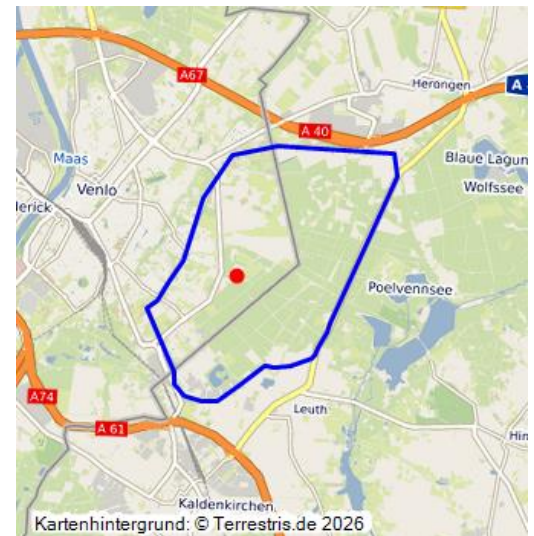 A67
Herongen
A
A 40
Blaue Lagun
Maas
Wolfssee
Venlo
lerick
Poelvennsee
A74
Leuth
A 61
Hin
Kaldenkirchen
Kartenhintergrund: © Terrestris.de 2026